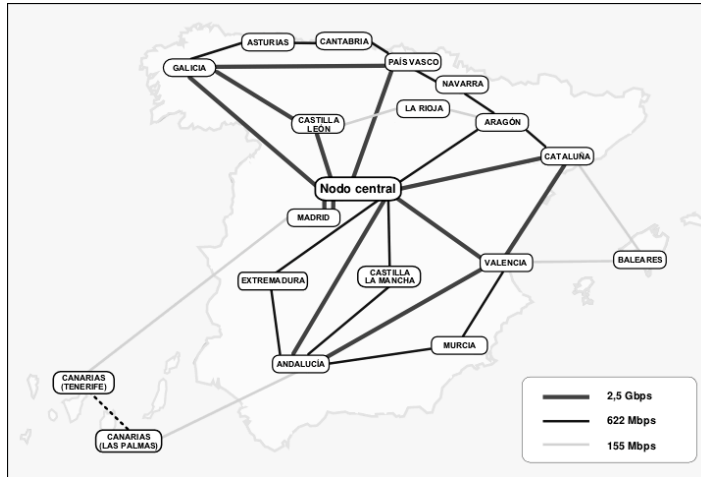 ASTURIAS
CANTABRIA
GALICIA
PAÍS VASCO
NAVARRA
LA RIOJA
CASTILLA
LEÓN
ARAGÓN
CATALUÑA
Nodo central
MADRID
EXTREMADURA
CASTILLA
LA MANCHA
VALENCIA
BALEARES
MURCIA
ANDALUCÍA
CANARIAS
(TENERIFE)
CANARIAS
(LAS PALMAS)
2,5 Gbps
622 Mbps
155 Mbps